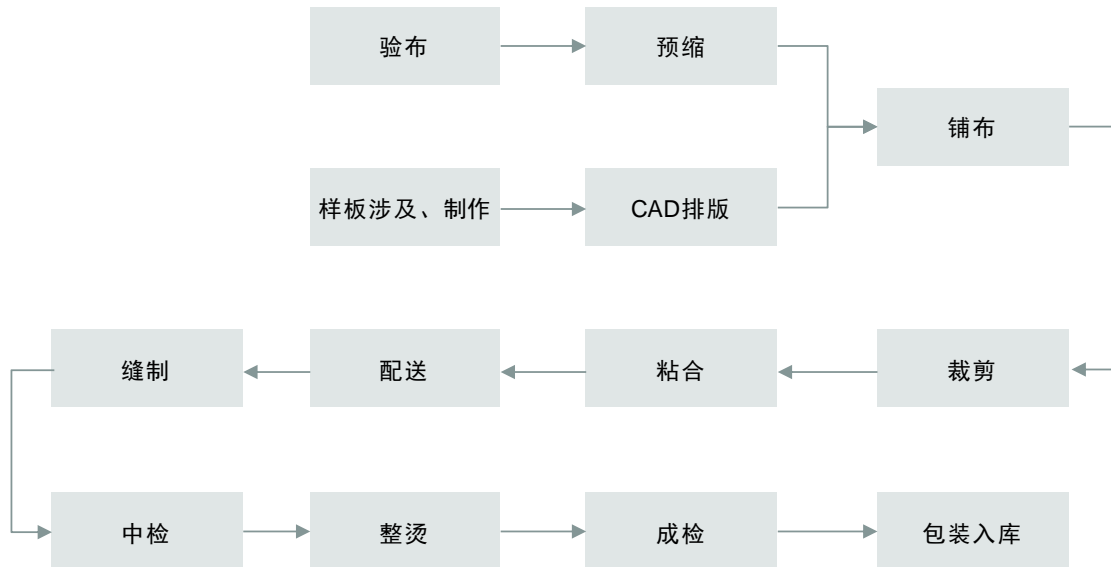 验布
预缩
铺布
样板涉及、制作
CAD排版
缝制
配送
粘合
裁剪
中检
整烫
成检
包装入库